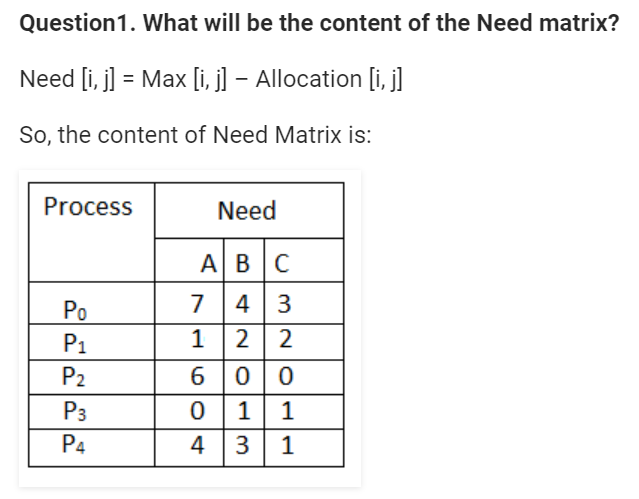 Question1. What will be the content of the Need matrix?
Need [i, j] = Max [i, j] – Allocation [i, j]
So, the content of Need Matrix is:
Process Need
A B C
P0 7 4 3
P1 1 2 2
P2 6 0 0
P3 0 1 1
P4 4 3 1